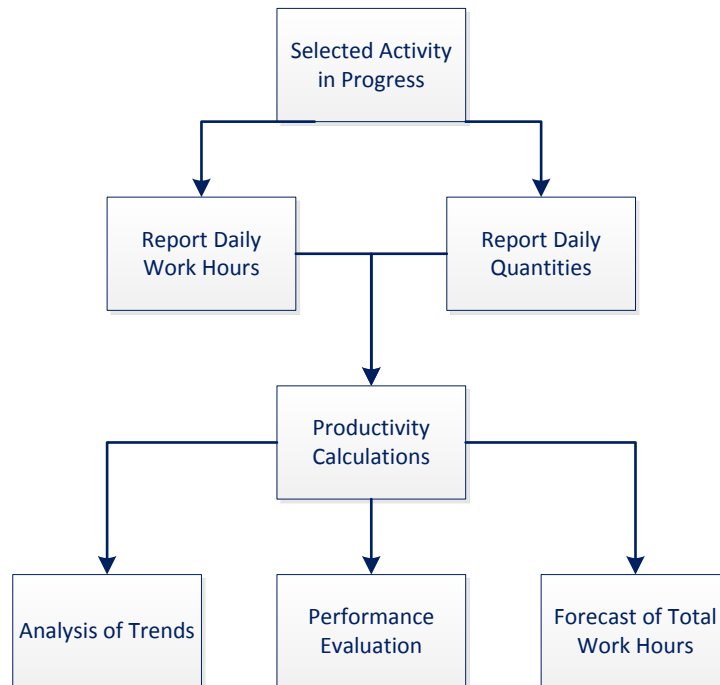 Selected Activity
in Progress
Report Daily
Work Hours
Report Daily
Quantities
Productivity
Calculations
Analysis of Trends
Performance
Evaluation
Forecast of Total
Work Hours